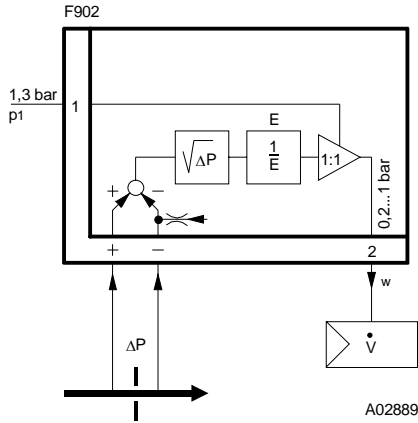 F902
1,3 bar
p1
1
E
√ΔP
1/E
1:1
0,2...1 bar
+ −
+ −
2
w
ΔP
V̇
A02889